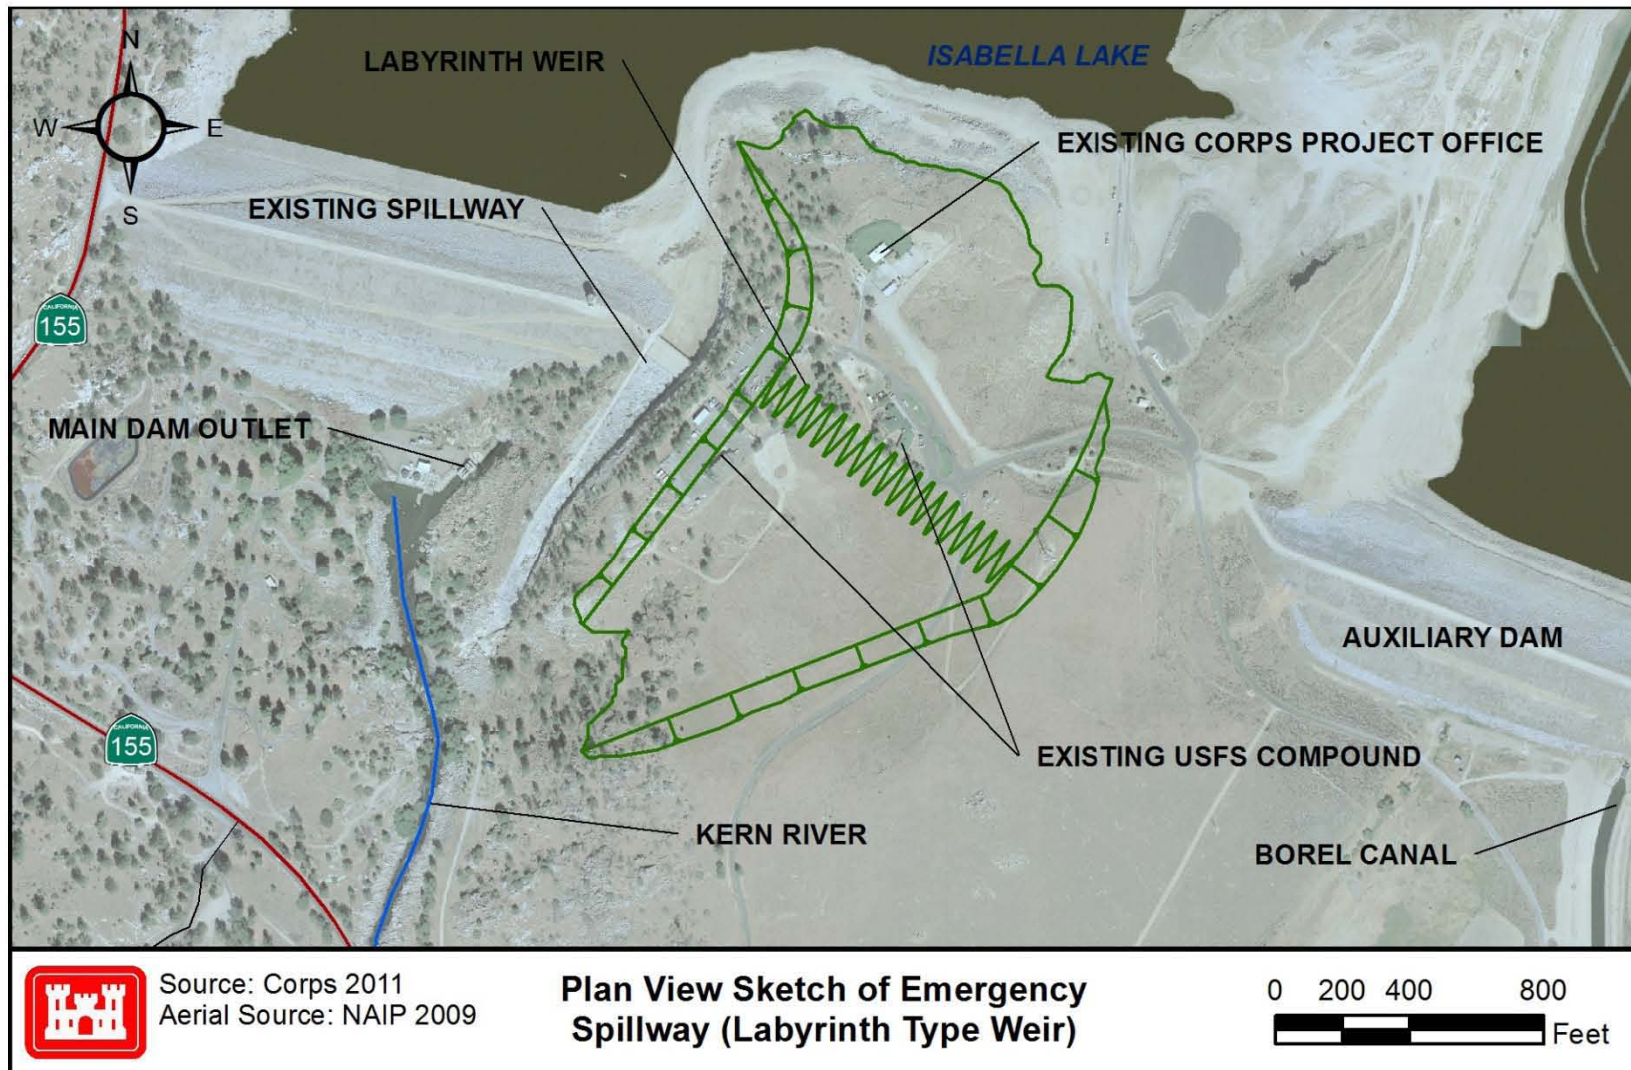 N
LABYRINTH WEIR
ISABELLA LAKE
W
E
EXISTING CORPS PROJECT OFFICE
S
EXISTING SPILLWAY
CALIFORNIA
155
MAIN DAM OUTLET
AUXILIARY DAM
CALIFORNIA
155
EXISTING USFS COMPOUND
KERN RIVER
BOREL CANAL
Source: Corps 2011
Aerial Source: NAIP 2009
Plan View Sketch of Emergency
Spillway (Labyrinth Type Weir)
0 200 400 800
Feet